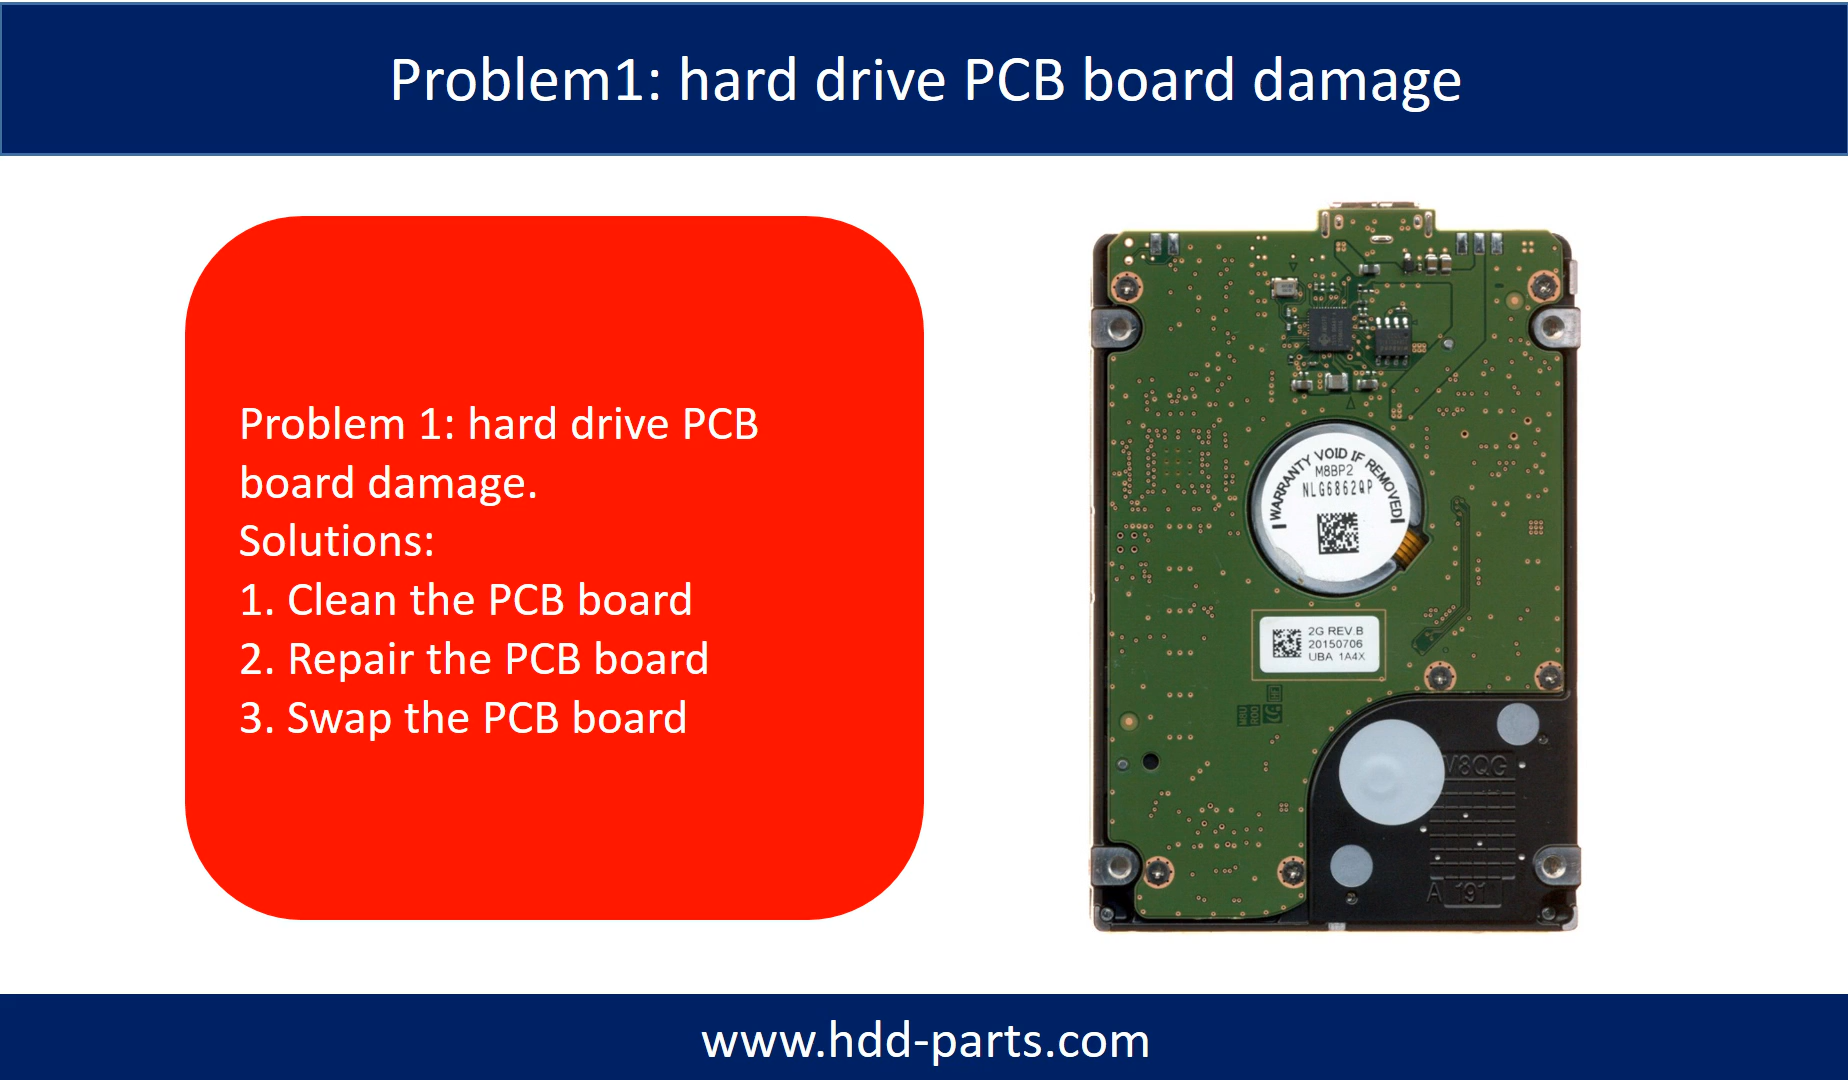 Problem1: hard drive PCB board damage
Problem 1: hard drive PCB
board damage.
Solutions:
1. Clean the PCB board
2. Repair the PCB board
3. Swap the PCB board
WARRANTY VOID IF REMOVED
M8BP2
NLG6862QP
2G REV.B
20150706
UBA 1A4X
V8QG
A 191
www.hdd-parts.com